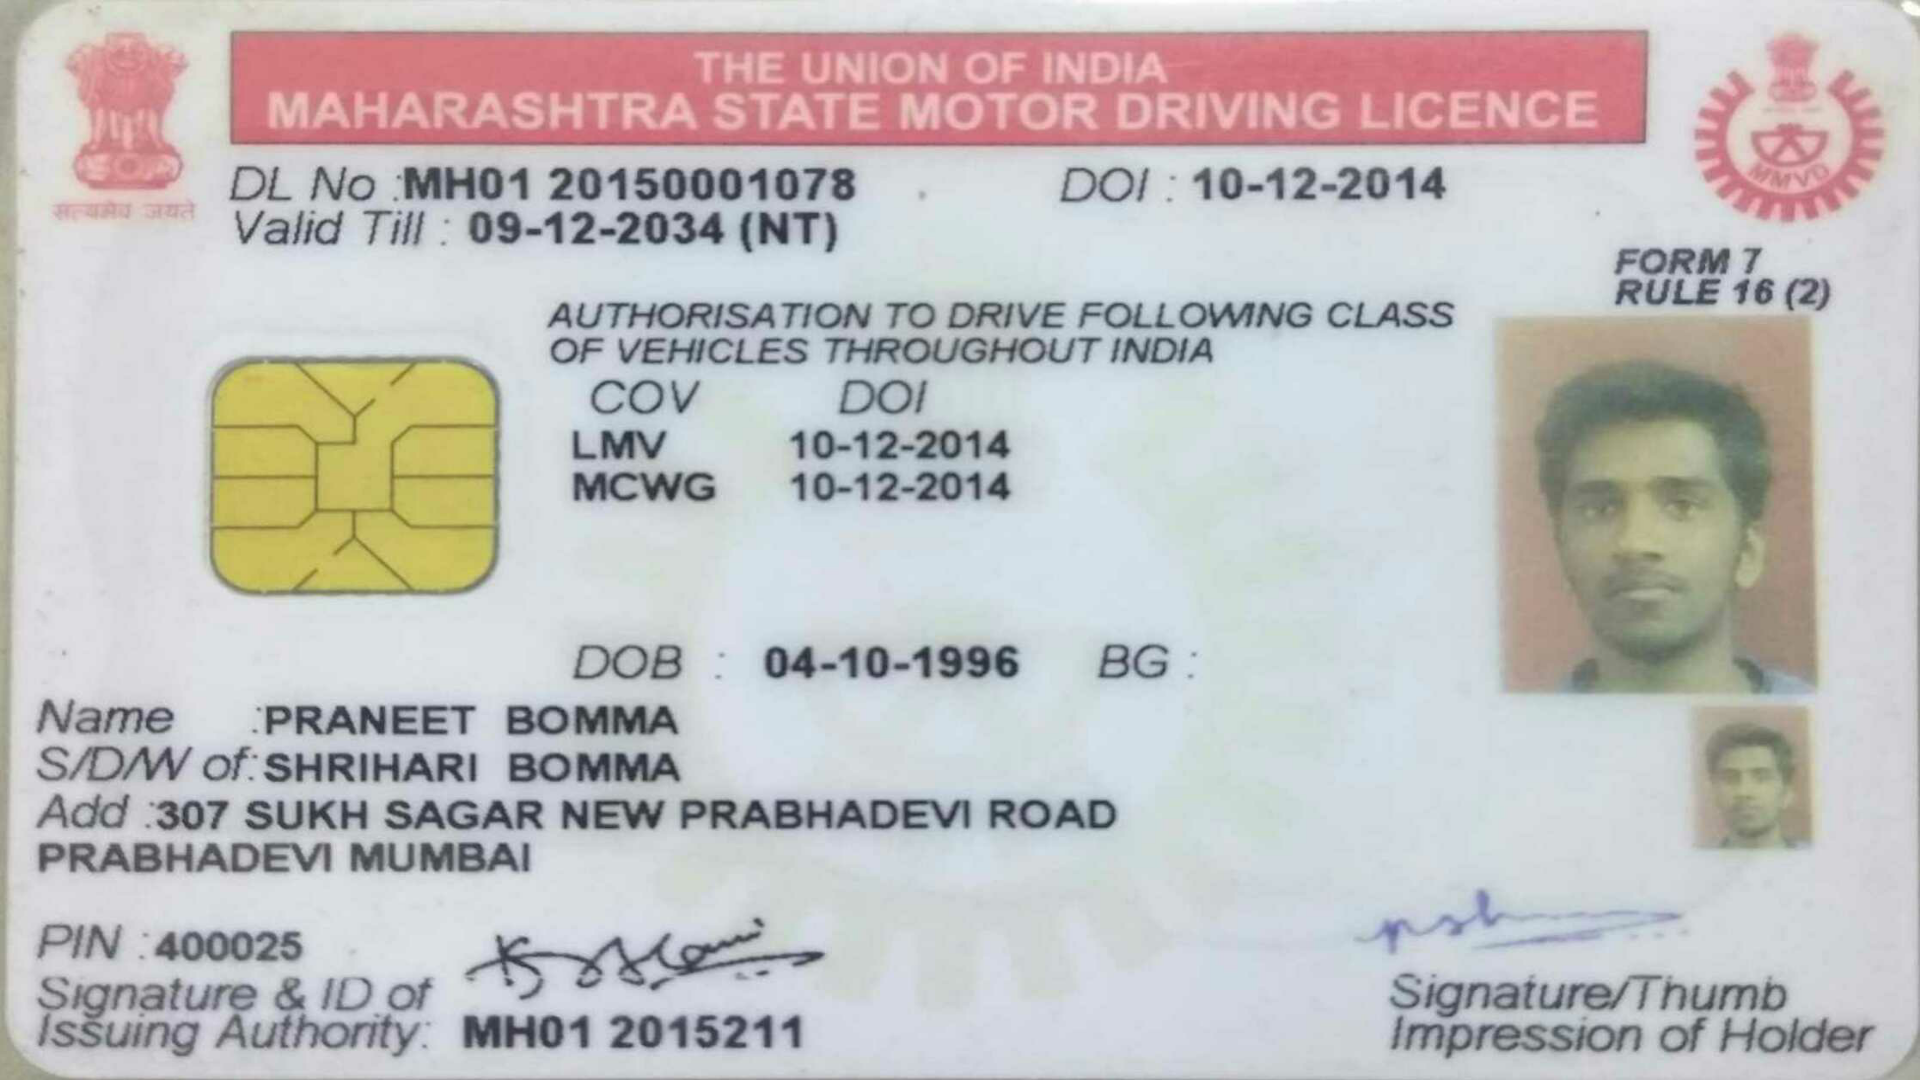 THE UNION OF INDIA
MAHARASHTRA STATE MOTOR DRIVING LICENCE
सत्यमेव जयते
MMVD
DL No :MH01 20150001078 DOI : 10-12-2014
Valid Till : 09-12-2034 (NT)
FORM 7
RULE 16 (2)
AUTHORISATION TO DRIVE FOLLOWING CLASS
OF VEHICLES THROUGHOUT INDIA
COV DOI
LMV 10-12-2014
MCWG 10-12-2014
DOB : 04-10-1996 BG :
Name :PRANEET BOMMA
S/D/W of:SHRIHARI BOMMA
Add :307 SUKH SAGAR NEW PRABHADEVI ROAD
PRABHADEVI MUMBAI
PIN :400025
Signature & ID of
Issuing Authority: MH01 2015211
Signature/Thumb
Impression of Holder